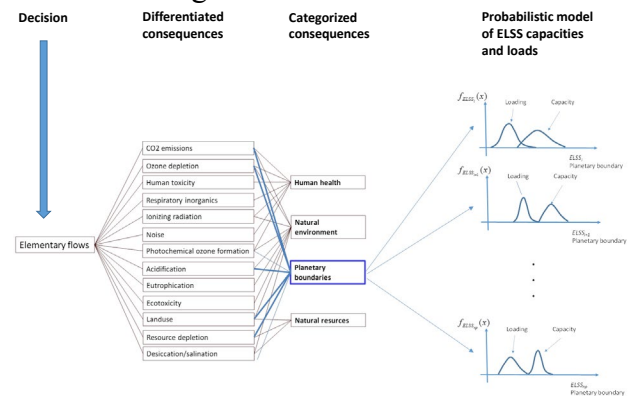 Decision
Differentiated
consequences
Categorized
consequences
Probabilistic model
of ELSS capacities
and loads
Elementary flows
CO2 emissions
Ozone depletion
Human toxicity
Respiratory inorganics
Ionizing radiation
Noise
Photochemical ozone formation
Acidification
Eutrophication
Ecotoxicity
Landuse
Resource depletion
Desiccation/salination
Human health
Natural
environment
Planetary
boundaries
Natural resurces
Loading
Capacity
Planetary boundary
Loading
Capacity
Planetary boundary
.
.
.
Loading
Capacity
Planetary boundary